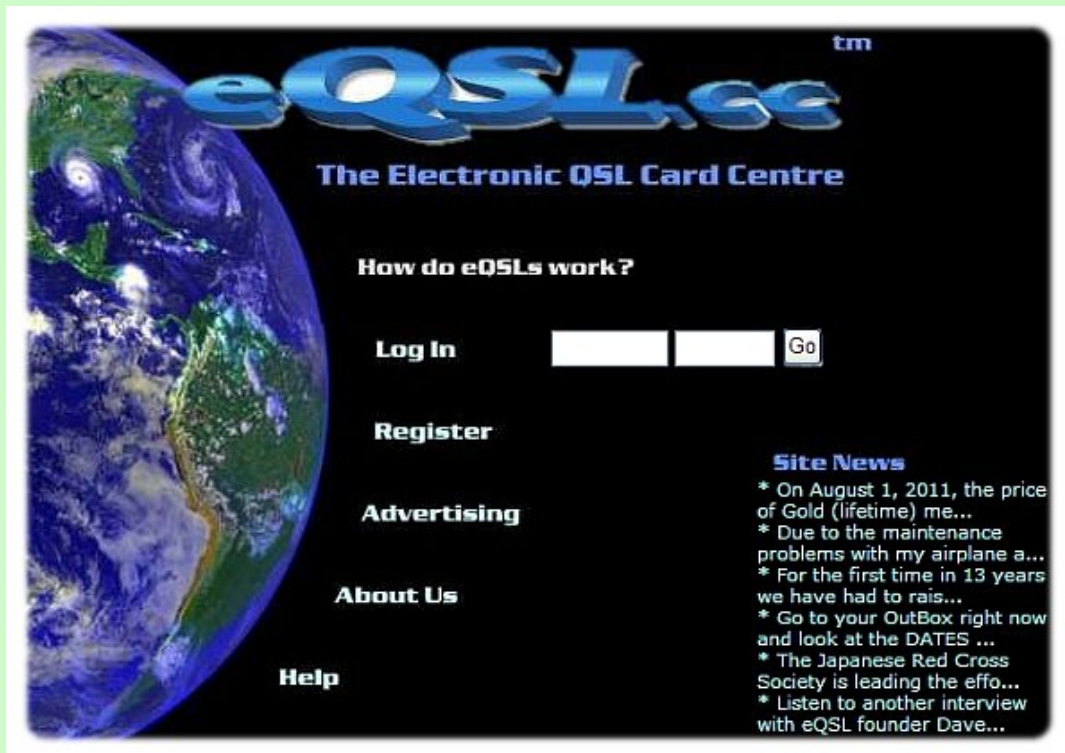 eQSL.cc tm
The Electronic QSL Card Centre
How do eQSLs work?
Log In Go
Register
Advertising
About Us
Help
Site News
* On August 1, 2011, the price
of Gold (lifetime) me...
* Due to the maintenance
problems with my airplane a...
* For the first time in 13 years
we have had to rais...
* Go to your OutBox right now
and look at the DATES ...
* The Japanese Red Cross
Society is leading the effo...
* Listen to another interview
with eQSL founder Dave...